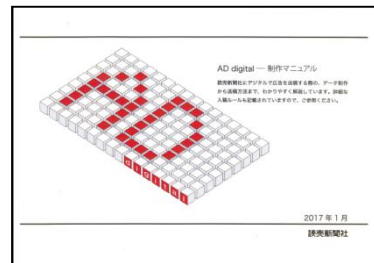 AD digital ― 制作マニュアル
読売新聞社にデジタルで広告を送稿する際の、データ制作
から送稿方法まで、わかりやすく解説しています。詳細な
入稿ルールも記載されていますので、ご参照ください。
digital
2017年1月
読売新聞社